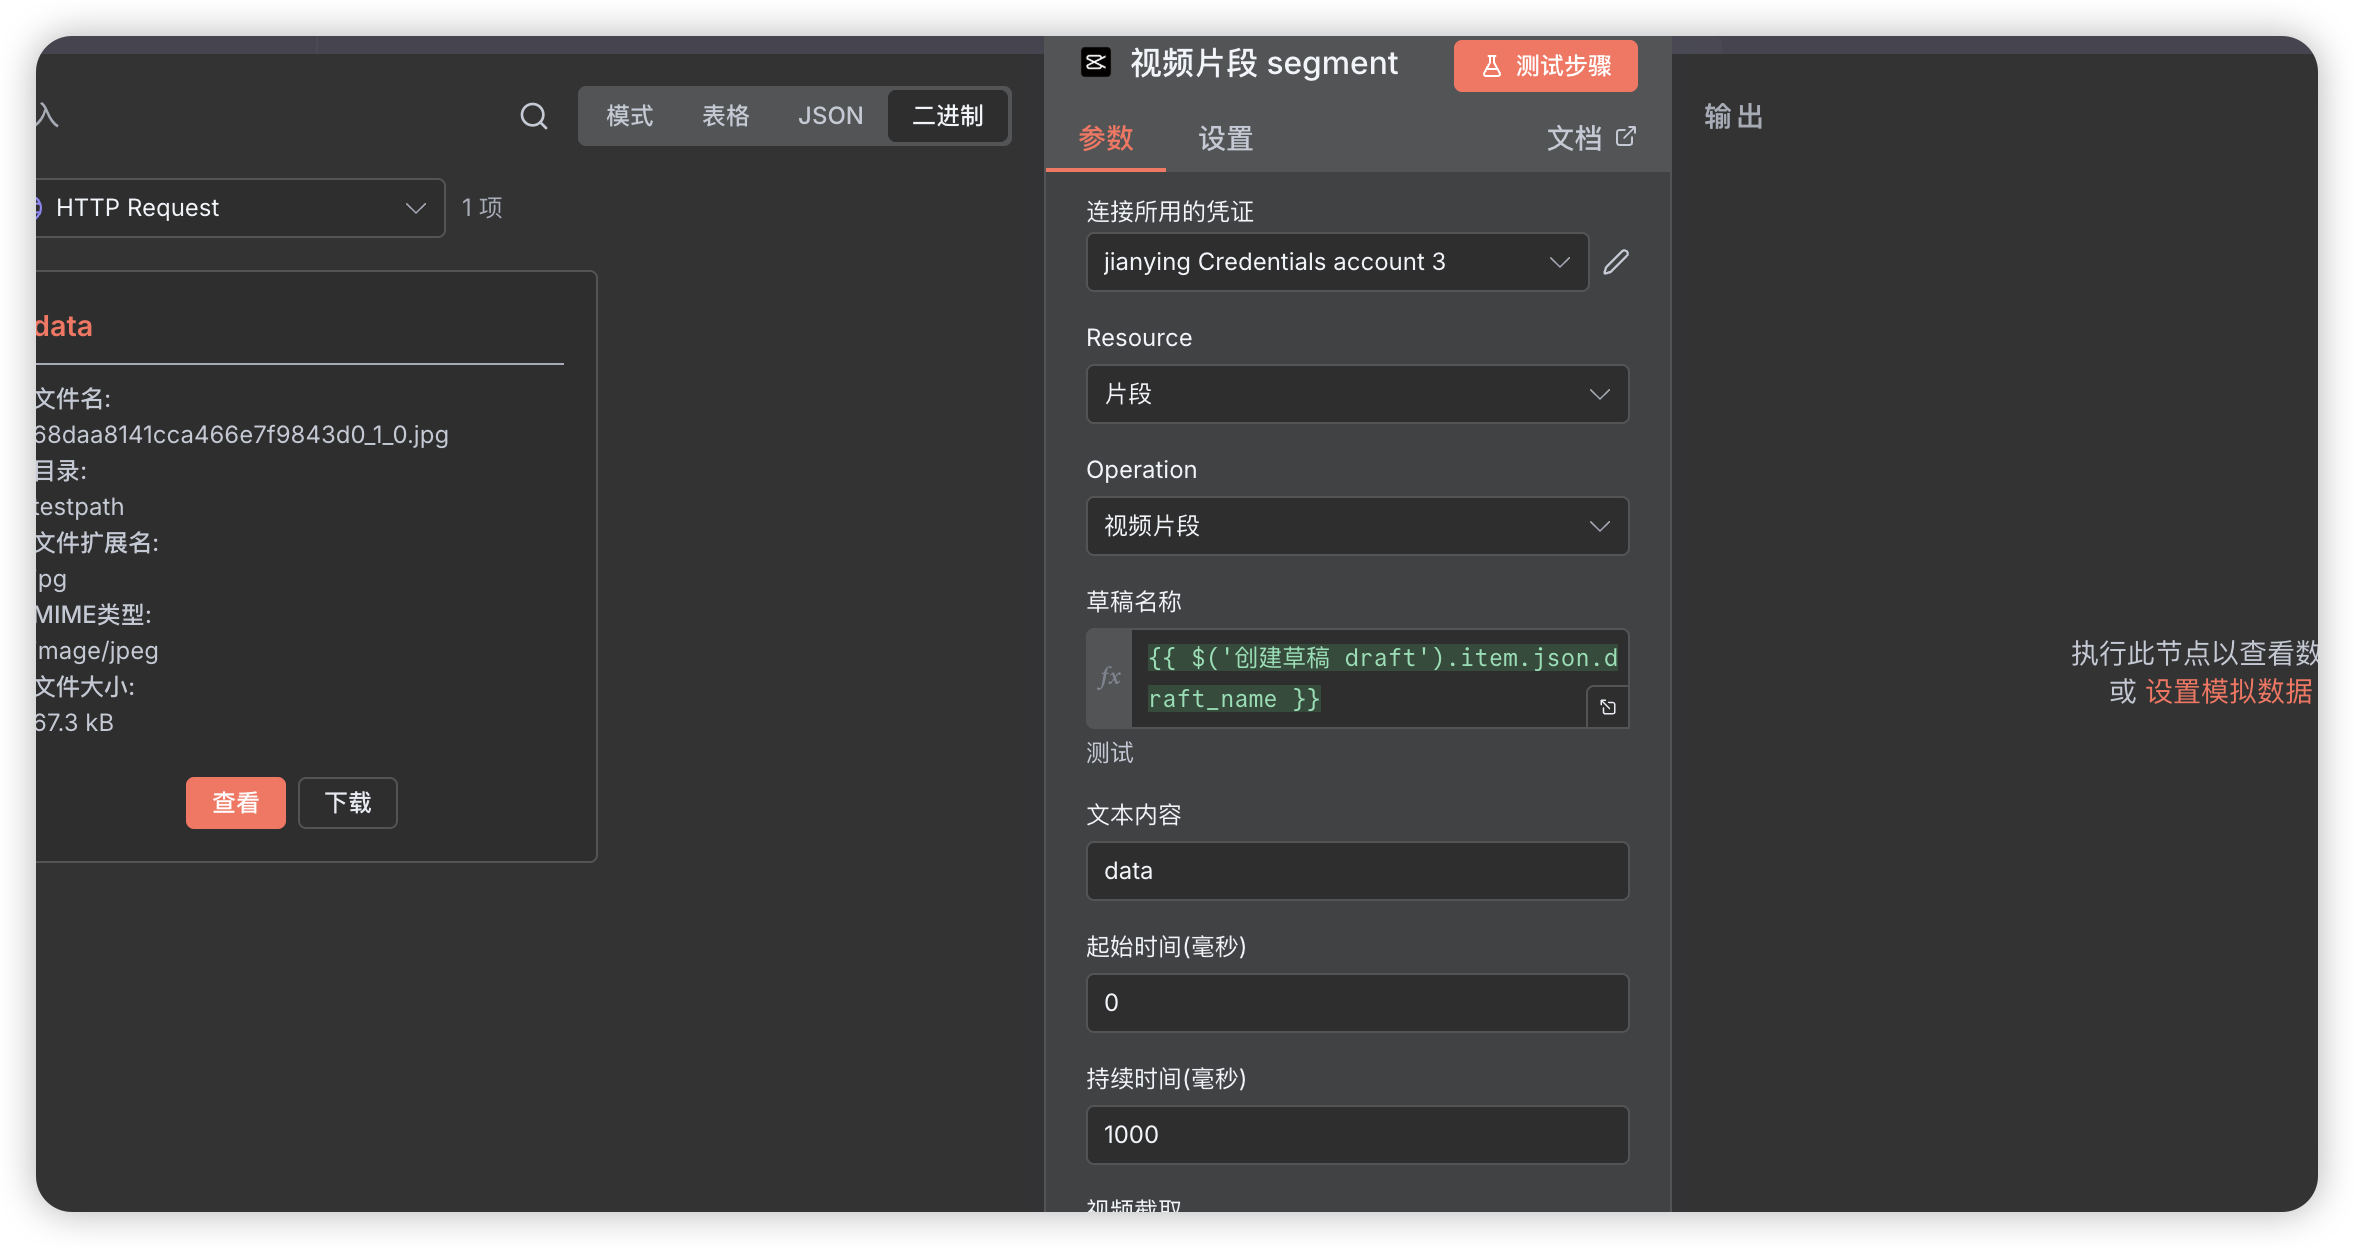 入
模式 表格 JSON 二进制
HTTP Request
1 项
data
文件名:
68daa8141cca466e7f9843d0_1_0.jpg
目录:
testpath
文件扩展名:
pg
MIME类型:
mage/jpeg
文件大小:
67.3 kB
查看 下载
视频片段 segment
测试步骤
参数 设置 文档
连接所用的凭证
jianying Credentials account 3
Resource
片段
Operation
视频片段
草稿名称
fx
{{ $('创建草稿 draft').item.json.d
raft_name }}
测试
文本内容
data
起始时间(毫秒)
0
持续时间(毫秒)
1000
视频截取
输出
执行此节点以查看数
或 设置模拟数据